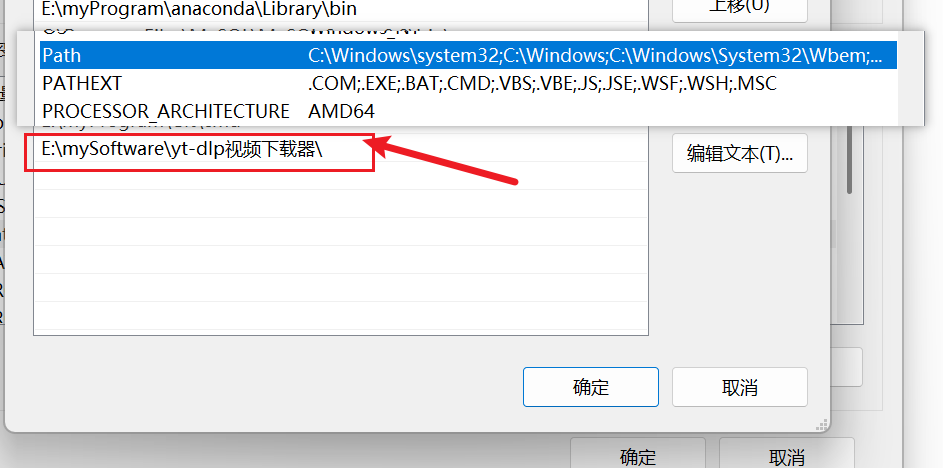 E:\myProgram\anaconda\Library\bin
上移(U)
Path C:\Windows\system32;C:\Windows;C:\Windows\System32\Wbem;...
PATHEXT .COM;.EXE;.BAT;.CMD;.VBS;.VBE;.JS;.JSE;.WSF;.WSH;.MSC
PROCESSOR_ARCHITECTURE AMD64
E:\mySoftware\yt-dlp视频下载器\
编辑文本(T)...
确定
取消
确定
取消